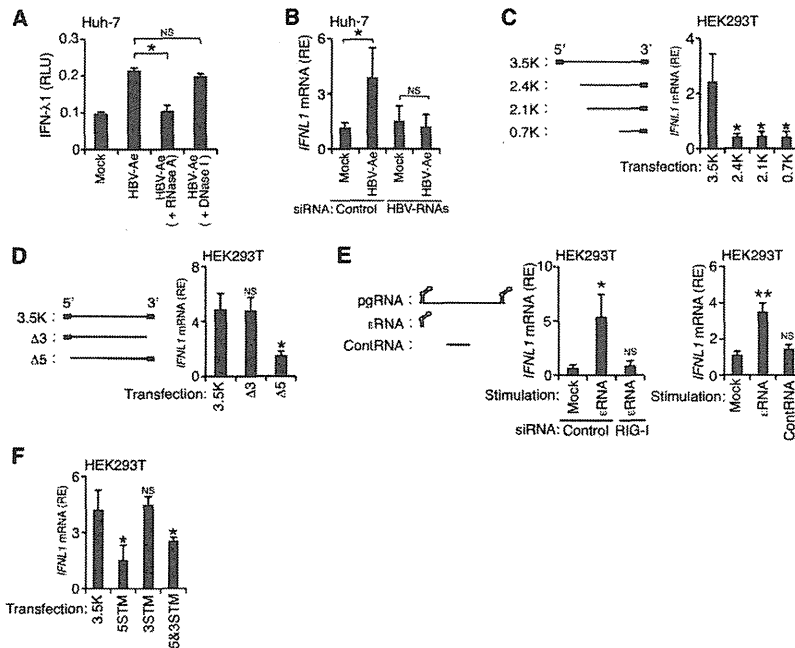 A
Huh-7
IFN-λ1 (RLU)
0.3
0.2
0.1
0
NS
*
Mock
HBV-Ae
HBV-Ae (+ RNase A)
HBV-Ae (+ DNase I)
B
Huh-7
IFNL1 mRNA (RE)
6
3
0
*
NS
Mock
HBV-Ae
Mock
HBV-Ae
siRNA: Control HBV-RNAs
C
5' 3'
3.5K :
2.4K :
2.1K :
0.7K :
HEK293T
IFNL1 mRNA (RE)
4
2
0
* * *
Transfection: 3.5K 2.4K 2.1K 0.7K
D
5' 3'
3.5K :
Δ3 :
Δ5 :
HEK293T
IFNL1 mRNA (RE)
8
4
0
NS
*
Transfection: 3.5K Δ3 Δ5
E
pgRNA :
εRNA :
ContRNA :
HEK293T
IFNL1 mRNA (RE)
10
5
0
*
NS
Stimulation: Mock εRNA εRNA
siRNA: Control RIG-I
HEK293T
IFNL1 mRNA (RE)
6
4
2
0
**
NS
Stimulation: Mock εRNA ContRNA
F
HEK293T
IFNL1 mRNA (RE)
6
3
0
*
NS
*
Transfection: 3.5K 5STM 3STM 5&3STM